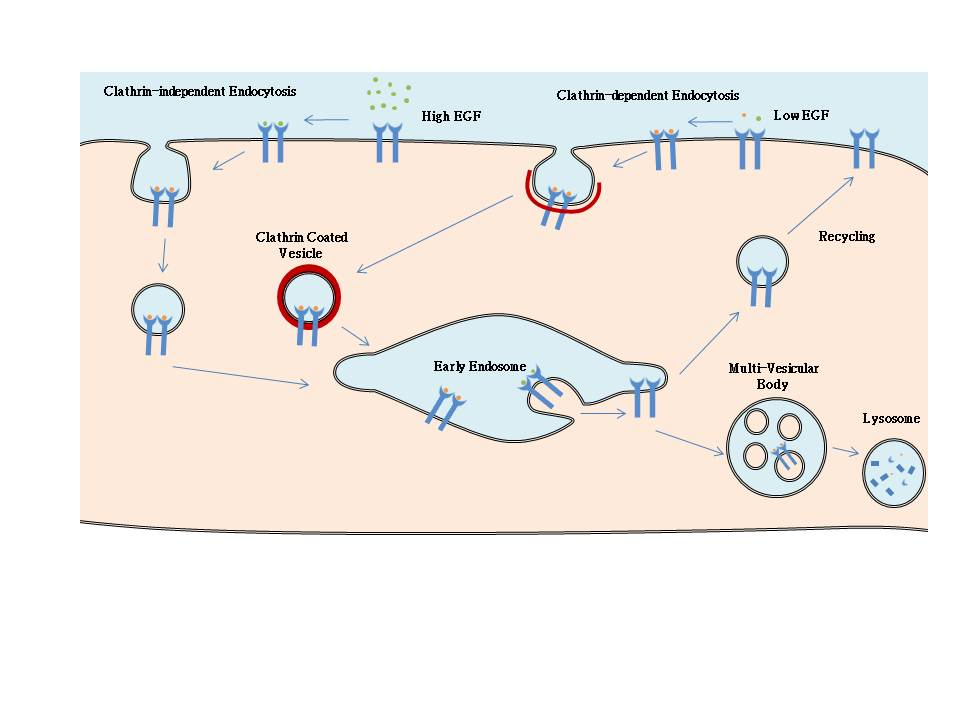 Clathrin-independent Endocytosis
High EGF
Clathrin-dependent Endocytosis
Low EGF
Clathrin Coated
Vesicle
Recycling
Early Endosome
Multi-Vesicular
Body
Lysosome